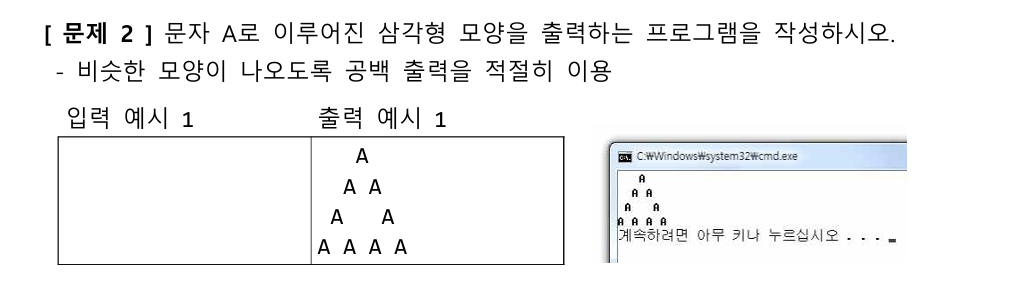 [ 문제 2 ] 문자 A로 이루어진 삼각형 모양을 출력하는 프로그램을 작성하시오.
- 비슷한 모양이 나오도록 공백 출력을 적절히 이용
입력 예시 1
출력 예시 1
A
A A
A   A
A A A A
C:₩Windows₩system32₩cmd.exe
A
A A
A   A
A A A A
계속하려면 아무 키나 누르십시오 . . .